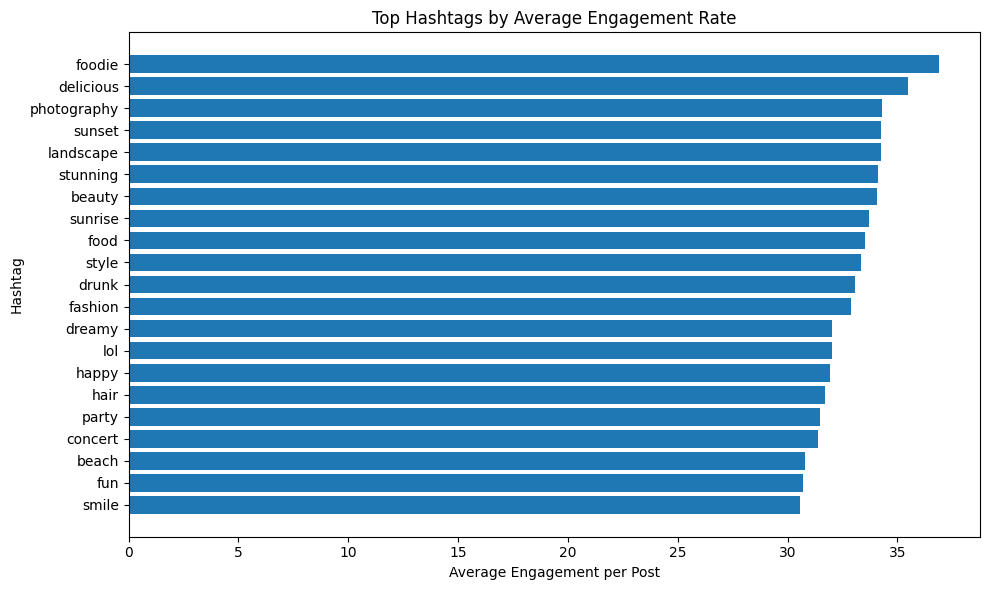 Top Hashtags by Average Engagement Rate
Hashtag
foodie
delicious
photography
sunset
landscape
stunning
beauty
sunrise
food
style
drunk
fashion
dreamy
lol
happy
hair
party
concert
beach
fun
smile
0 5 10 15 20 25 30 35
Average Engagement per Post